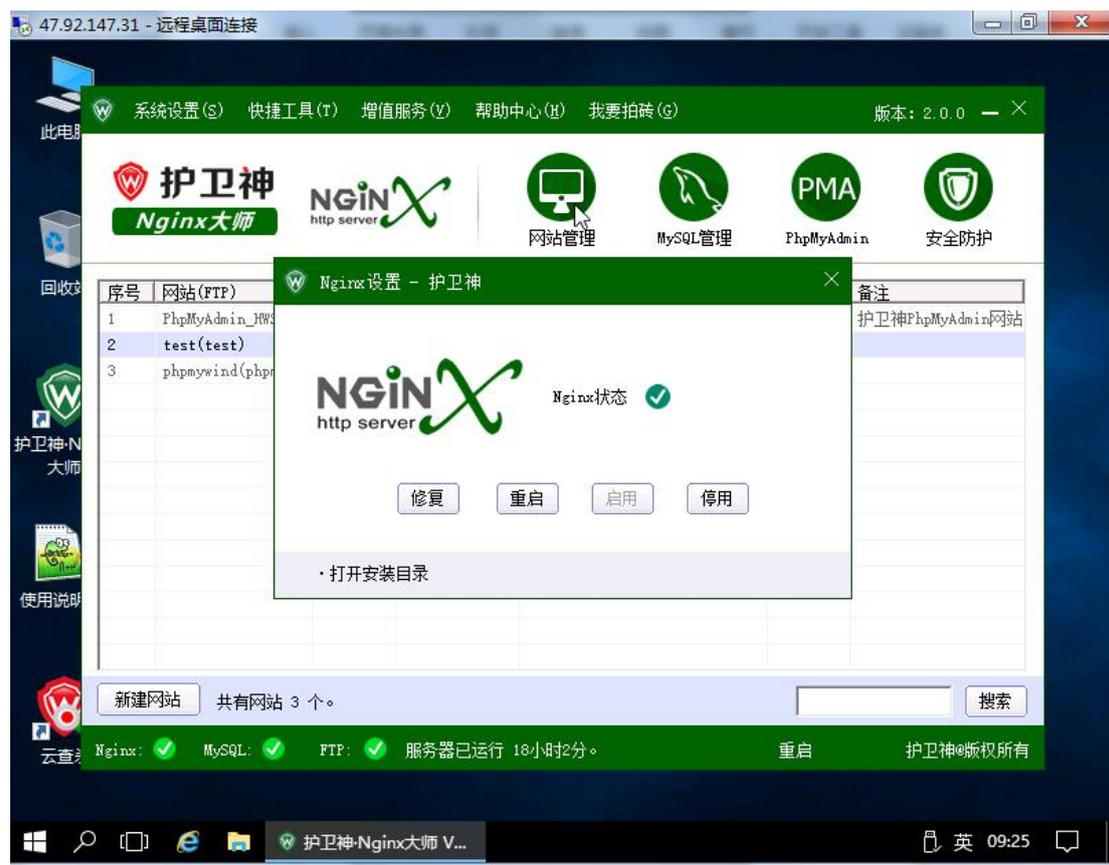 47.92.147.31 - 远程桌面连接
此电脑
系统设置(S) 快捷工具(T) 增值服务(V) 帮助中心(H) 我要拍砖(G) 版本: 2.0.0
护卫神
Nginx大师
NGiNX
http server
网站管理 MySQL管理 PMA PhpMyAdmin 安全防护
回收站
序号 网站(FTP) 备注
1 PhpMyAdmin_HWS 护卫神PhpMyAdmin网站
2 test(test)
3 phpmywind(phpm
Nginx设置 - 护卫神
NGiNX
http server
Nginx状态
修复 重启 启用 停用
·打开安装目录
护卫神·N
大师
使用说明
新建网站 共有网站 3 个。 搜索
云查杀
Nginx: MySQL: FTP: 服务器已运行 18小时2分。 重启 护卫神®版权所有
护卫神·Nginx大师 V... 英 09:25